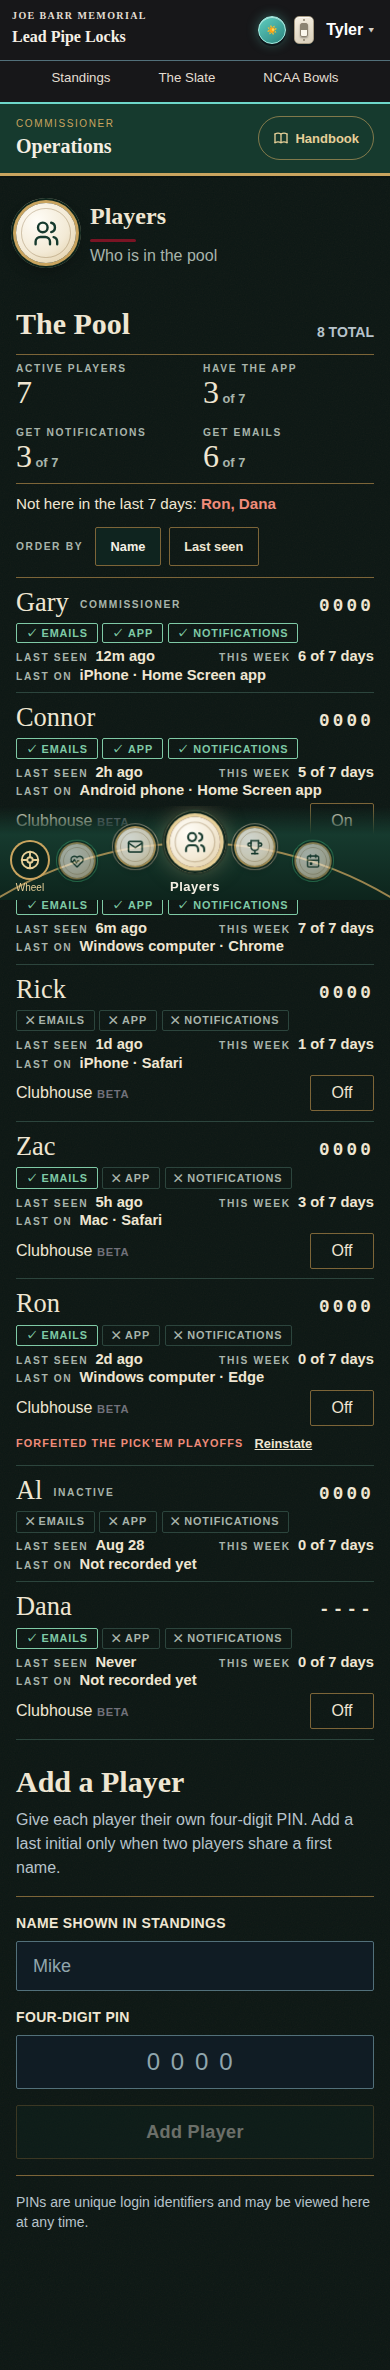 JOE BARR MEMORIAL
Lead Pipe Locks
Tyler ▾
Standings The Slate NCAA Bowls
COMMISSIONER
Operations
Handbook
Players
Who is in the pool
The Pool 8 TOTAL
ACTIVE PLAYERS HAVE THE APP
7 3 of 7
GET NOTIFICATIONS GET EMAILS
3 of 7 6 of 7
Not here in the last 7 days: Ron, Dana
ORDER BY Name Last seen
Gary COMMISSIONER 0000
✓ EMAILS ✓ APP ✓ NOTIFICATIONS
LAST SEEN 12m ago THIS WEEK 6 of 7 days
LAST ON iPhone · Home Screen app
Connor 0000
✓ EMAILS ✓ APP ✓ NOTIFICATIONS
LAST SEEN 2h ago THIS WEEK 5 of 7 days
LAST ON Android phone · Home Screen app
Clubhouse BETA On
Wheel
Players
✓ EMAILS ✓ APP ✓ NOTIFICATIONS
LAST SEEN 6m ago THIS WEEK 7 of 7 days
LAST ON Windows computer · Chrome
Rick 0000
✕ EMAILS ✕ APP ✕ NOTIFICATIONS
LAST SEEN 1d ago THIS WEEK 1 of 7 days
LAST ON iPhone · Safari
Clubhouse BETA Off
Zac 0000
✓ EMAILS ✕ APP ✕ NOTIFICATIONS
LAST SEEN 5h ago THIS WEEK 3 of 7 days
LAST ON Mac · Safari
Clubhouse BETA Off
Ron 0000
✓ EMAILS ✕ APP ✕ NOTIFICATIONS
LAST SEEN 2d ago THIS WEEK 0 of 7 days
LAST ON Windows computer · Edge
Clubhouse BETA Off
FORFEITED THE PICK'EM PLAYOFFS Reinstate
Al INACTIVE 0000
✕ EMAILS ✕ APP ✕ NOTIFICATIONS
LAST SEEN Aug 28 THIS WEEK 0 of 7 days
LAST ON Not recorded yet
Dana ----
✓ EMAILS ✕ APP ✕ NOTIFICATIONS
LAST SEEN Never THIS WEEK 0 of 7 days
LAST ON Not recorded yet
Clubhouse BETA Off
Add a Player
Give each player their own four-digit PIN. Add a
last initial only when two players share a first
name.
NAME SHOWN IN STANDINGS
Mike
FOUR-DIGIT PIN
0000
Add Player
PINs are unique login identifiers and may be viewed here
at any time.